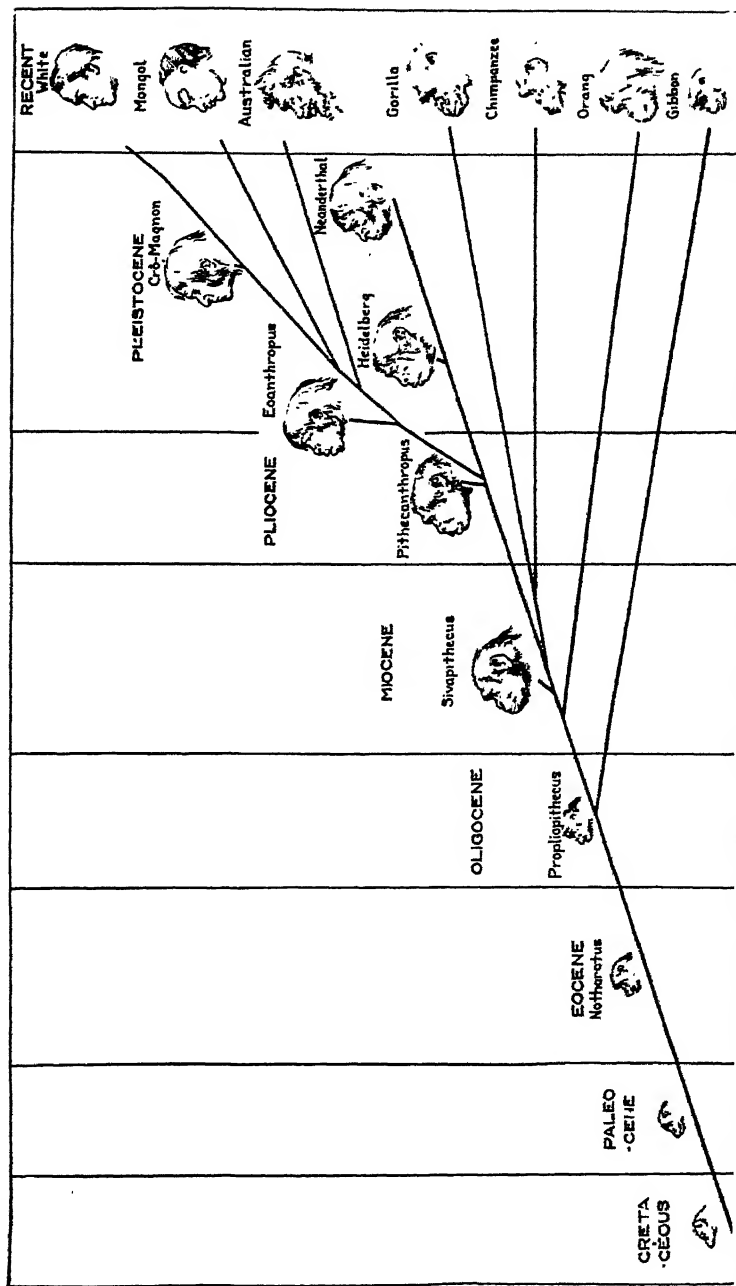 RECENT
White
Mongol
Australian
Gorilla
Chimpanzee
Orang
Gibbon
PLEISTOCENE
Crô-Magnon
Neanderthal
Eoanthropus
Heidelberg
PLIOCENE
Pithecanthropus
MIOCENE
Sivapithecus
OLIGOCENE
Propliopithecus
EOCENE
Notharctus
PALEO
-CENE
CRETA
-CEOUS